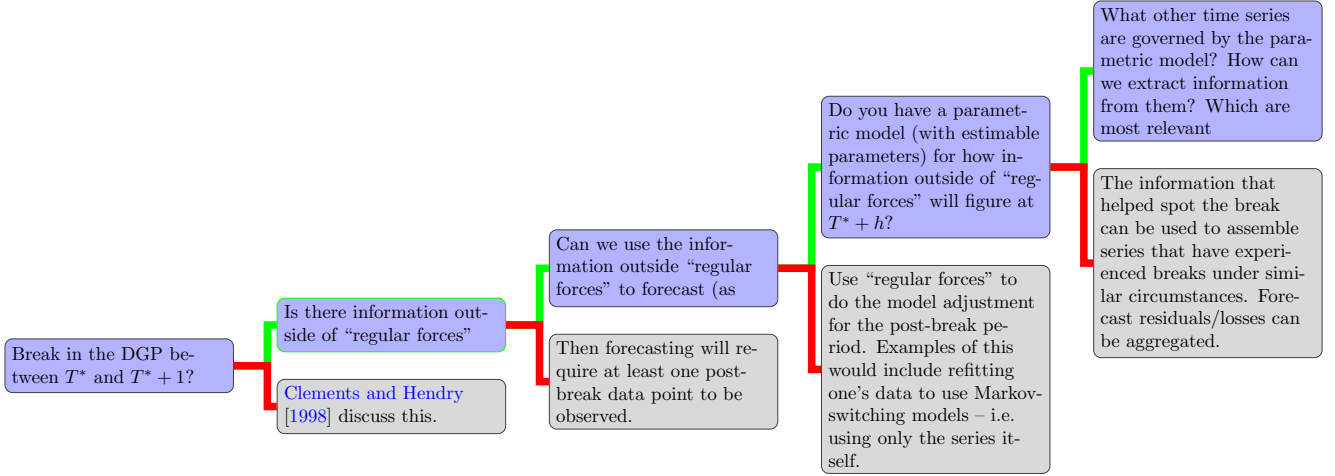 Break in the DGP be-
tween T* and T* + 1?
Is there information out-
side of “regular forces”
Clements and Hendry
[1998] discuss this.
Can we use the infor-
mation outside “regular
forces” to forecast (as
Then forecasting will re-
quire at least one post-
break data point to be
observed.
Do you have a paramet-
ric model (with estimable
parameters) for how in-
formation outside of “reg-
ular forces” will figure at
T* + h?
Use “regular forces” to
do the model adjustment
for the post-break pe-
riod. Examples of this
would include refitting
one’s data to use Markov-
switching models – i.e.
using only the series it-
self.
What other time series
are governed by the para-
metric model? How can
we extract information
from them? Which are
most relevant
The information that
helped spot the break
can be used to assemble
series that have experi-
enced breaks under simi-
lar circumstances. Fore-
cast residuals/losses can
be aggregated.